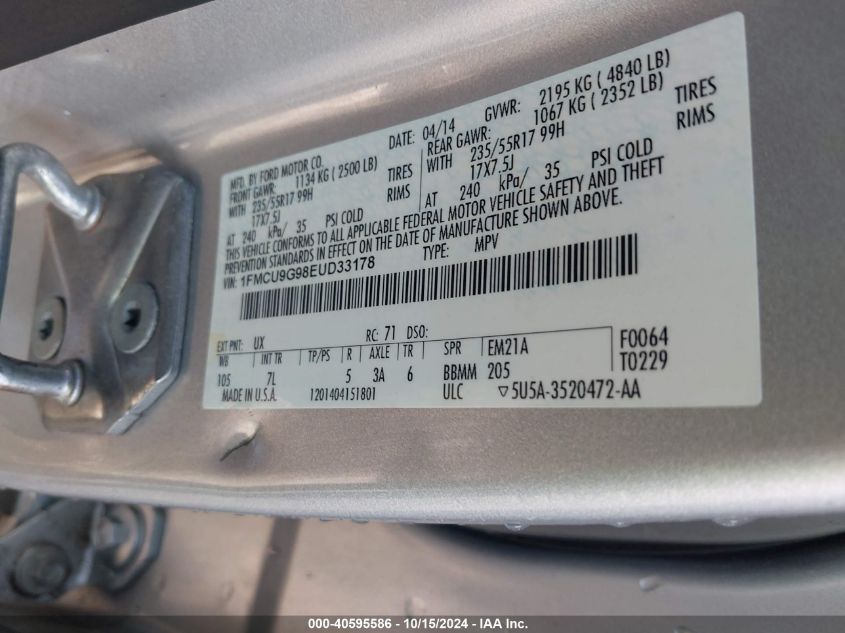 MFD. BY FORD MOTOR CO.
DATE: 04/14
GVWR: 2195 KG ( 4840 LB)
FRONT GAWR: 1134 KG ( 2500 LB)
REAR GAWR: 1067 KG ( 2352 LB)
WITH 235/55R17 99H TIRES
WITH 235/55R17 99H TIRES
17X7.5J RIMS
17X7.5J RIMS
AT 240 kPa/ 35 PSI COLD
AT 240 kPa/ 35 PSI COLD
THIS VEHICLE CONFORMS TO ALL APPLICABLE FEDERAL MOTOR VEHICLE SAFETY AND THEFT
PREVENTION STANDARDS IN EFFECT ON THE DATE OF MANUFACTURE SHOWN ABOVE.
VIN: 1FMCU9G98EUD33178
TYPE: MPV
EXT PNT: UX RC: 71 DSO:
WB INT TR TP/PS R AXLE TR SPR EM21A F0064
105 7L 5 3A 6 BBMM 205 T0229
MADE IN U.S.A. 1201404151801 ULC ▽5U5A-3520472-AA
000-40595586 - 10/15/2024 - IAA Inc.